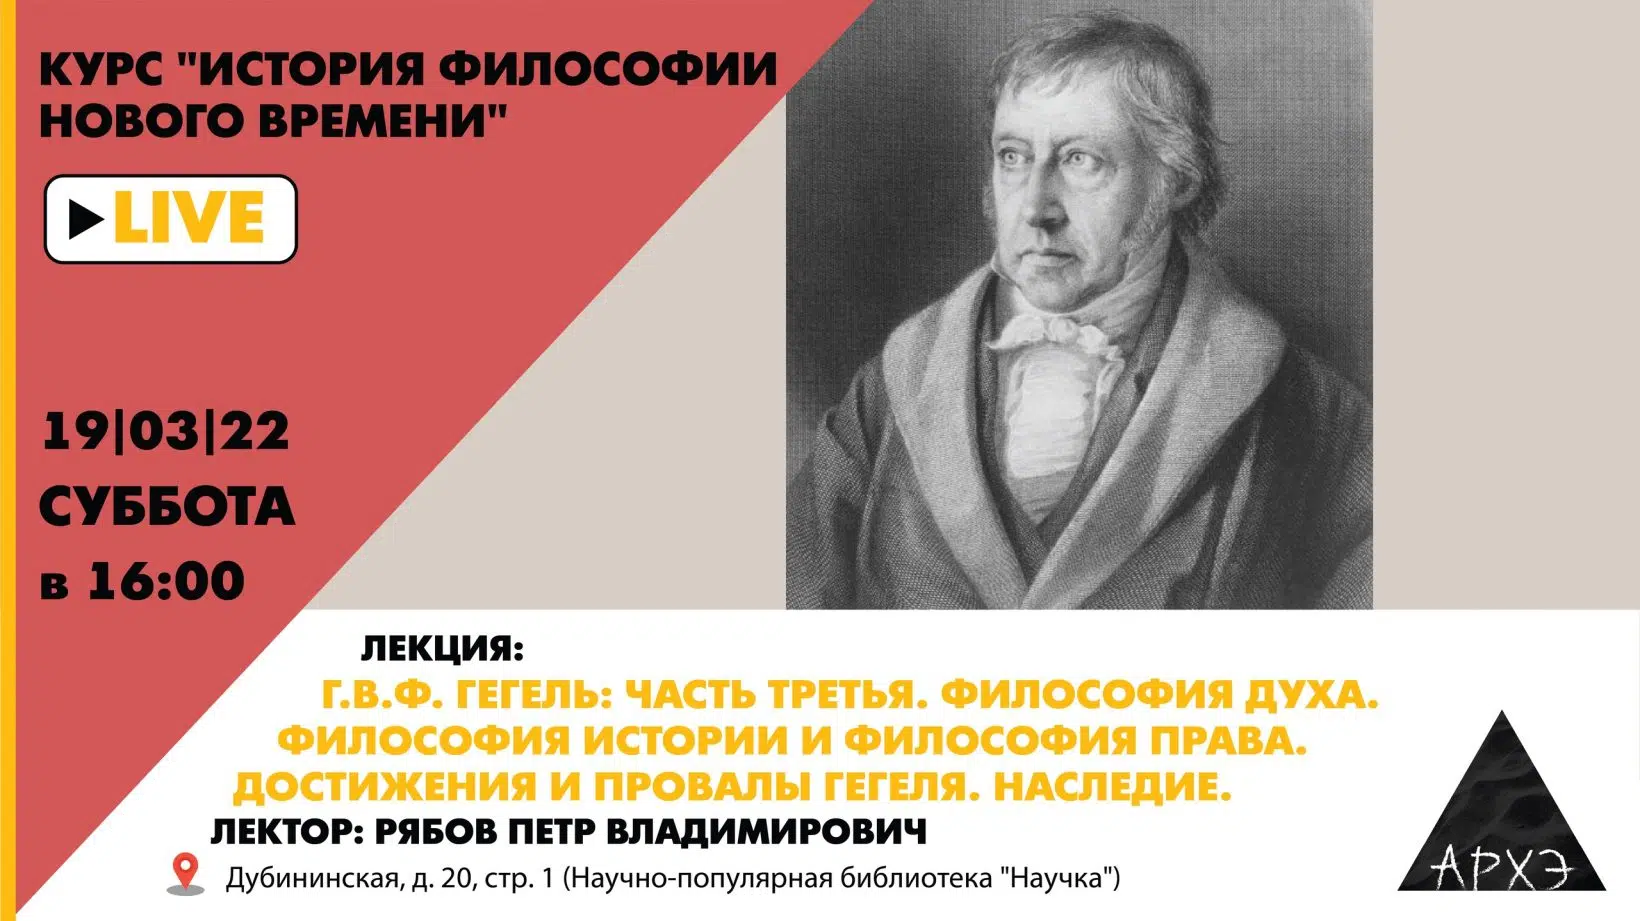 КУРС "ИСТОРИЯ ФИЛОСОФИИ
НОВОГО ВРЕМЕНИ"
LIVE
19|03|22
СУББОТА
в 16:00
ЛЕКЦИЯ:
Г.В.Ф. ГЕГЕЛЬ: ЧАСТЬ ТРЕТЬЯ. ФИЛОСОФИЯ ДУХА.
ФИЛОСОФИЯ ИСТОРИИ И ФИЛОСОФИЯ ПРАВА.
ДОСТИЖЕНИЯ И ПРОВАЛЫ ГЕГЕЛЯ. НАСЛЕДИЕ.
ЛЕКТОР: РЯБОВ ПЕТР ВЛАДИМИРОВИЧ
Дубининская, д. 20, стр. 1 (Научно-популярная библиотека "Научка")
АРХЭ